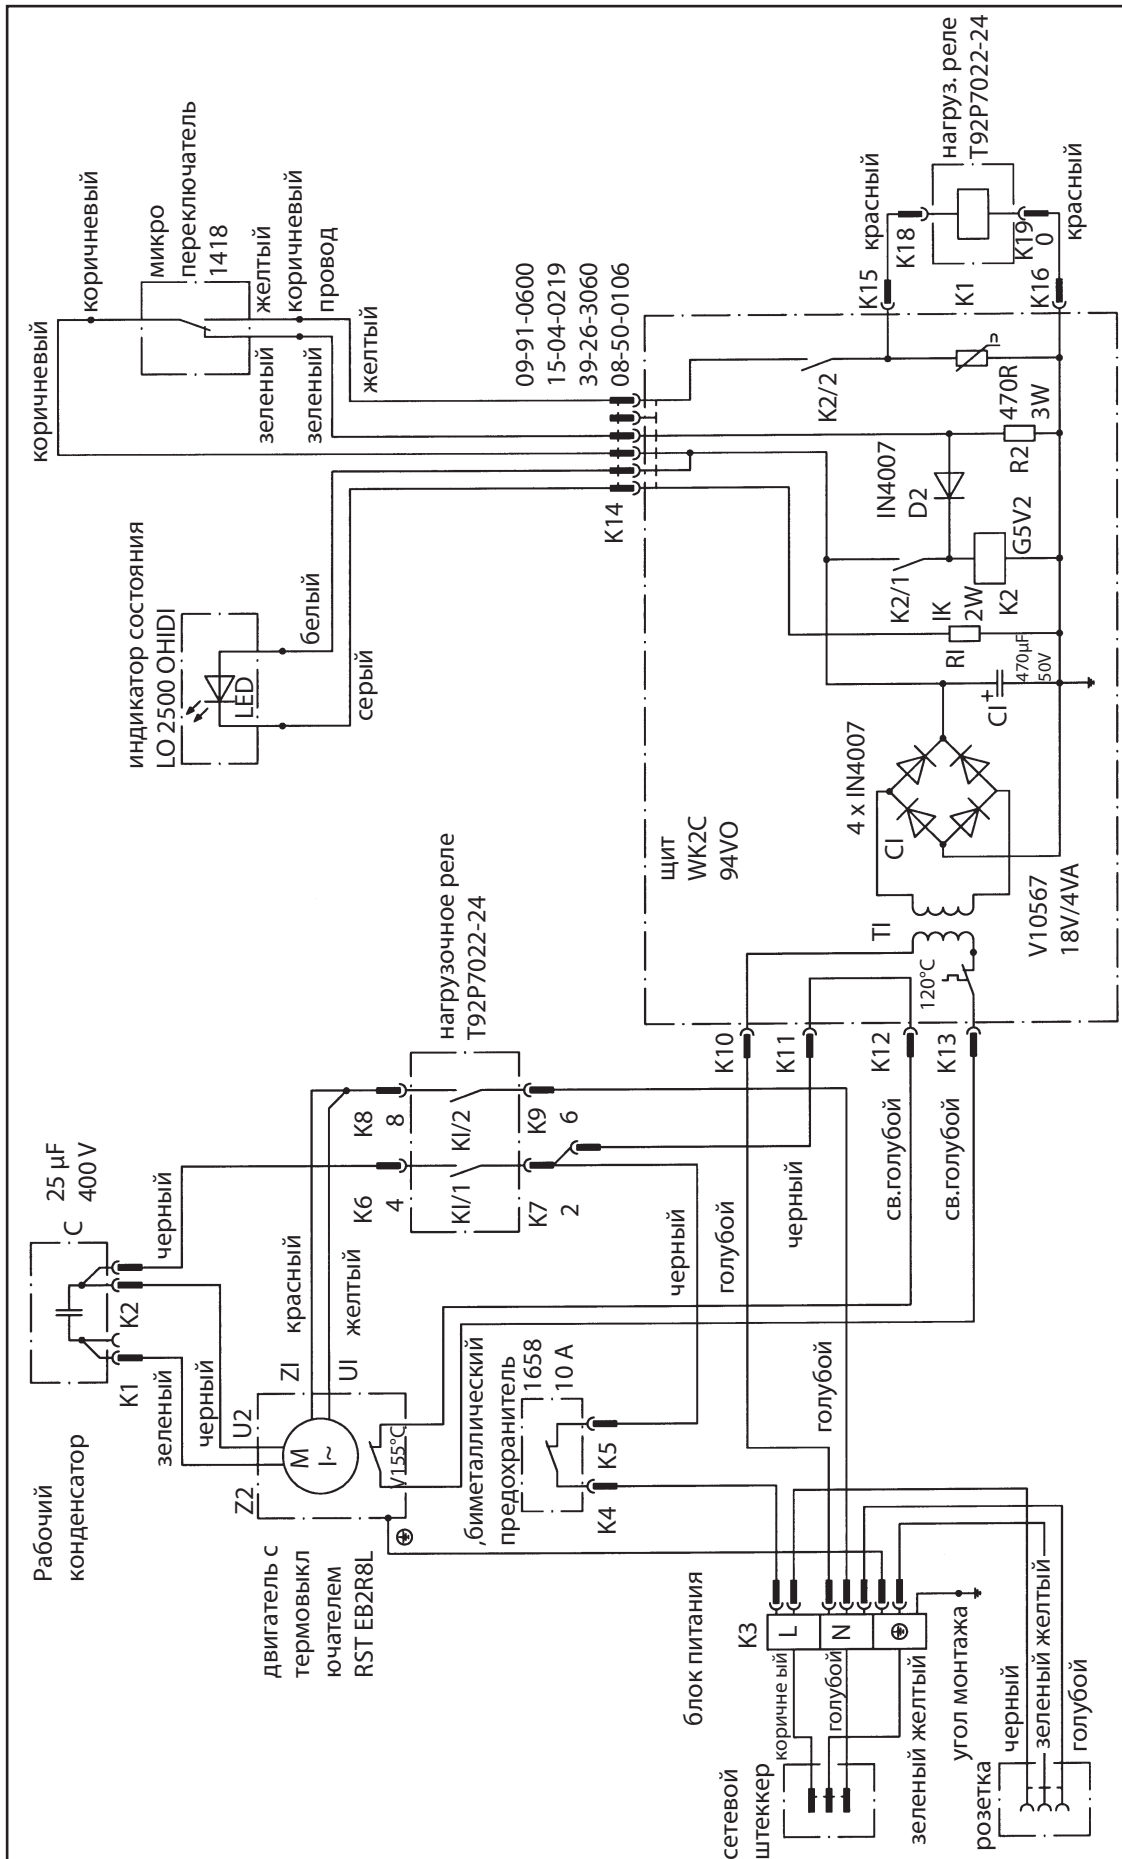 Рабочий
конденсатор
25 µF
400 V
C
K1
K2
зеленый
черный
черный
двигатель с
термовыкл
ючателем
RST EB2R8L
Z2
U2
ZI
UI
M
I~
V155°C
красный
желтый
K6
4
K8
8
KI/1
KI/2
K7
2
K9
6
нагрузочное реле
T92P7022-24
,биметаллический
предохранитель
1658
10 A
K4
K5
черный
голубой
черный
голубой
св.голубой
св.голубой
индикатор состояния
LO 2500 OHIDI
LED
белый
серый
коричневый
коричневый
микро
переключатель
1418
желтый
коричневый
провод
зеленый
зеленый
желтый
09-91-0600
15-04-0219
39-26-3060
08-50-0106
K14
блок питания
K3
L
N
сетевой
штеккер
коричне ый
голубой
зеленый желтый
угол монтажа
розетка
черный
зеленый желтый
голубой
щит
WK2C
94VO
K10
K11
K12
K13
120°C
TI
V10567
18V/4VA
CI
4 x IN4007
CI
+
470µF
50V
RI
IK
2W
K2/1
K2
G5V2
IN4007
D2
R2
470R
3W
K2/2
U
K15
K1
K16
красный
K18
K19
0
красный
нагруз. реле
T92P7022-24